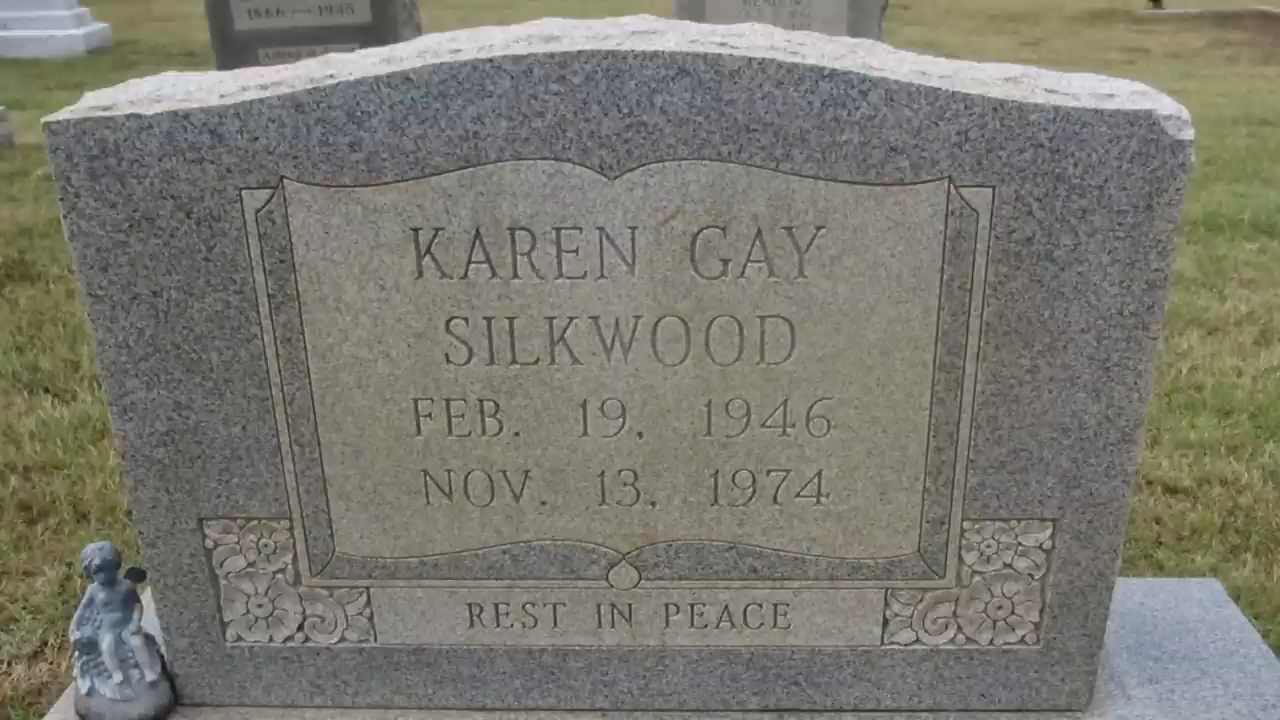 KAREN GAY
SILKWOOD
FEB. 19, 1946
NOV. 13, 1974
REST IN PEACE